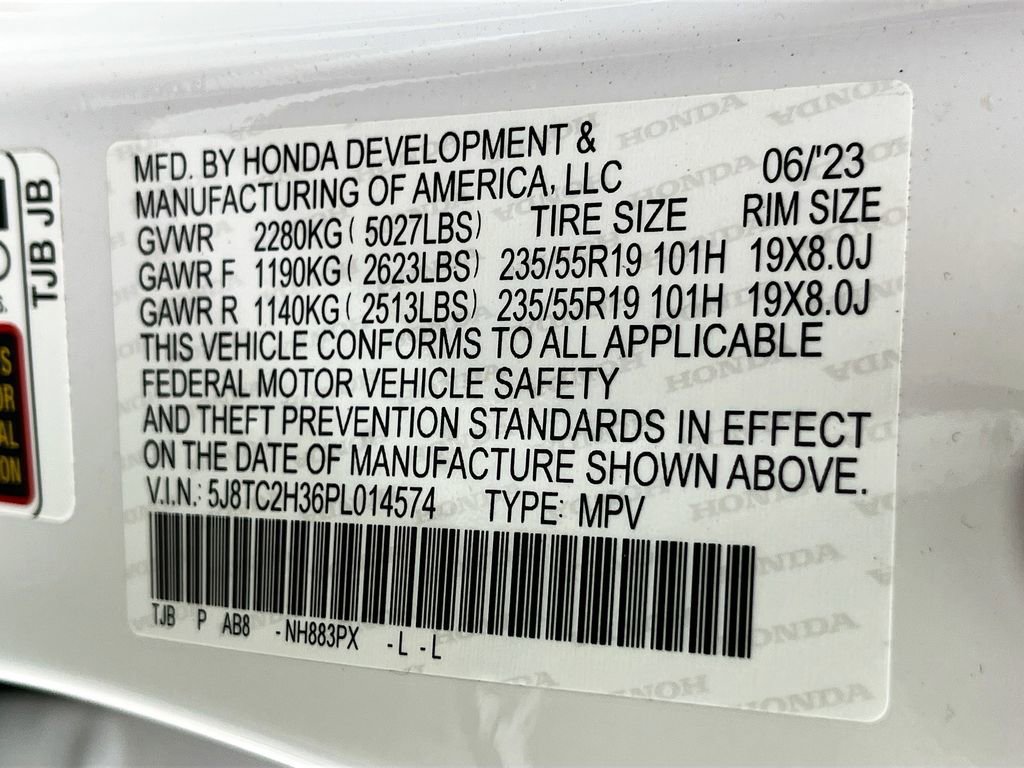 MFD. BY HONDA DEVELOPMENT &
MANUFACTURING OF AMERICA, LLC 06/'23
GVWR 2280KG ( 5027LBS) TIRE SIZE RIM SIZE
GAWR F 1190KG ( 2623LBS) 235/55R19 101H 19X8.0J
GAWR R 1140KG ( 2513LBS) 235/55R19 101H 19X8.0J
THIS VEHICLE CONFORMS TO ALL APPLICABLE
FEDERAL MOTOR VEHICLE SAFETY
AND THEFT PREVENTION STANDARDS IN EFFECT
ON THE DATE OF MANUFACTURE SHOWN ABOVE.
V.I.N.: 5J8TC2H36PL014574 TYPE: MPV
TJB P AB8 -NH883PX -L -L
TJB JB